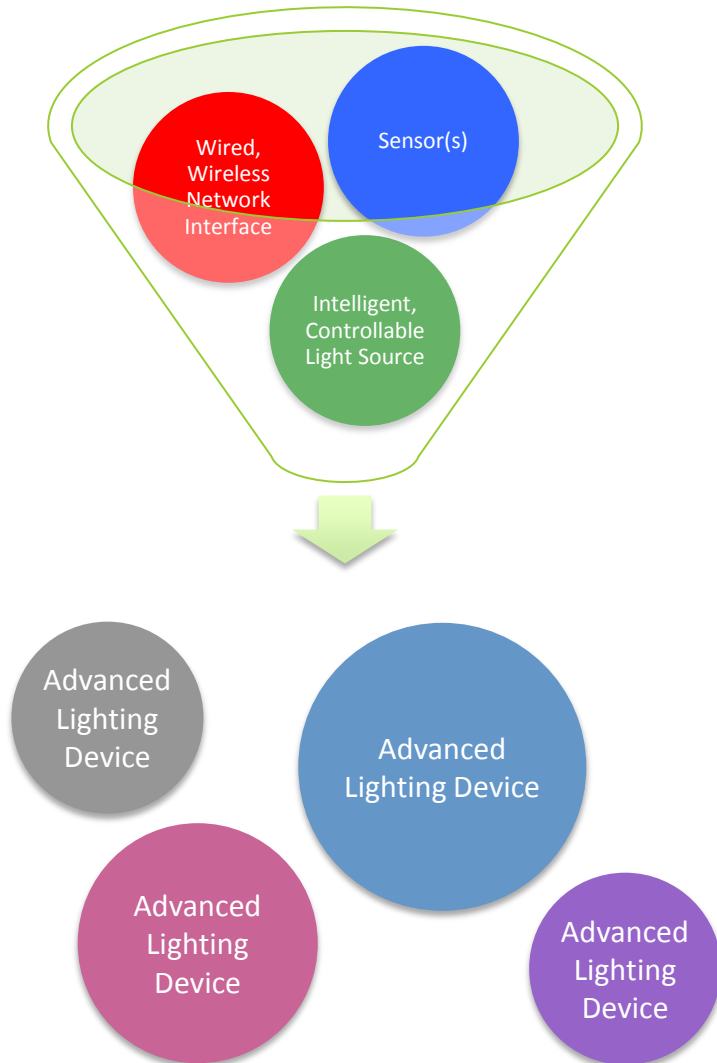 Wired,
Wireless
Network
Interface
Sensor(s)
Intelligent,
Controllable
Light Source
Advanced
Lighting
Device
Advanced
Lighting Device
Advanced
Lighting
Device
Advanced
Lighting
Device